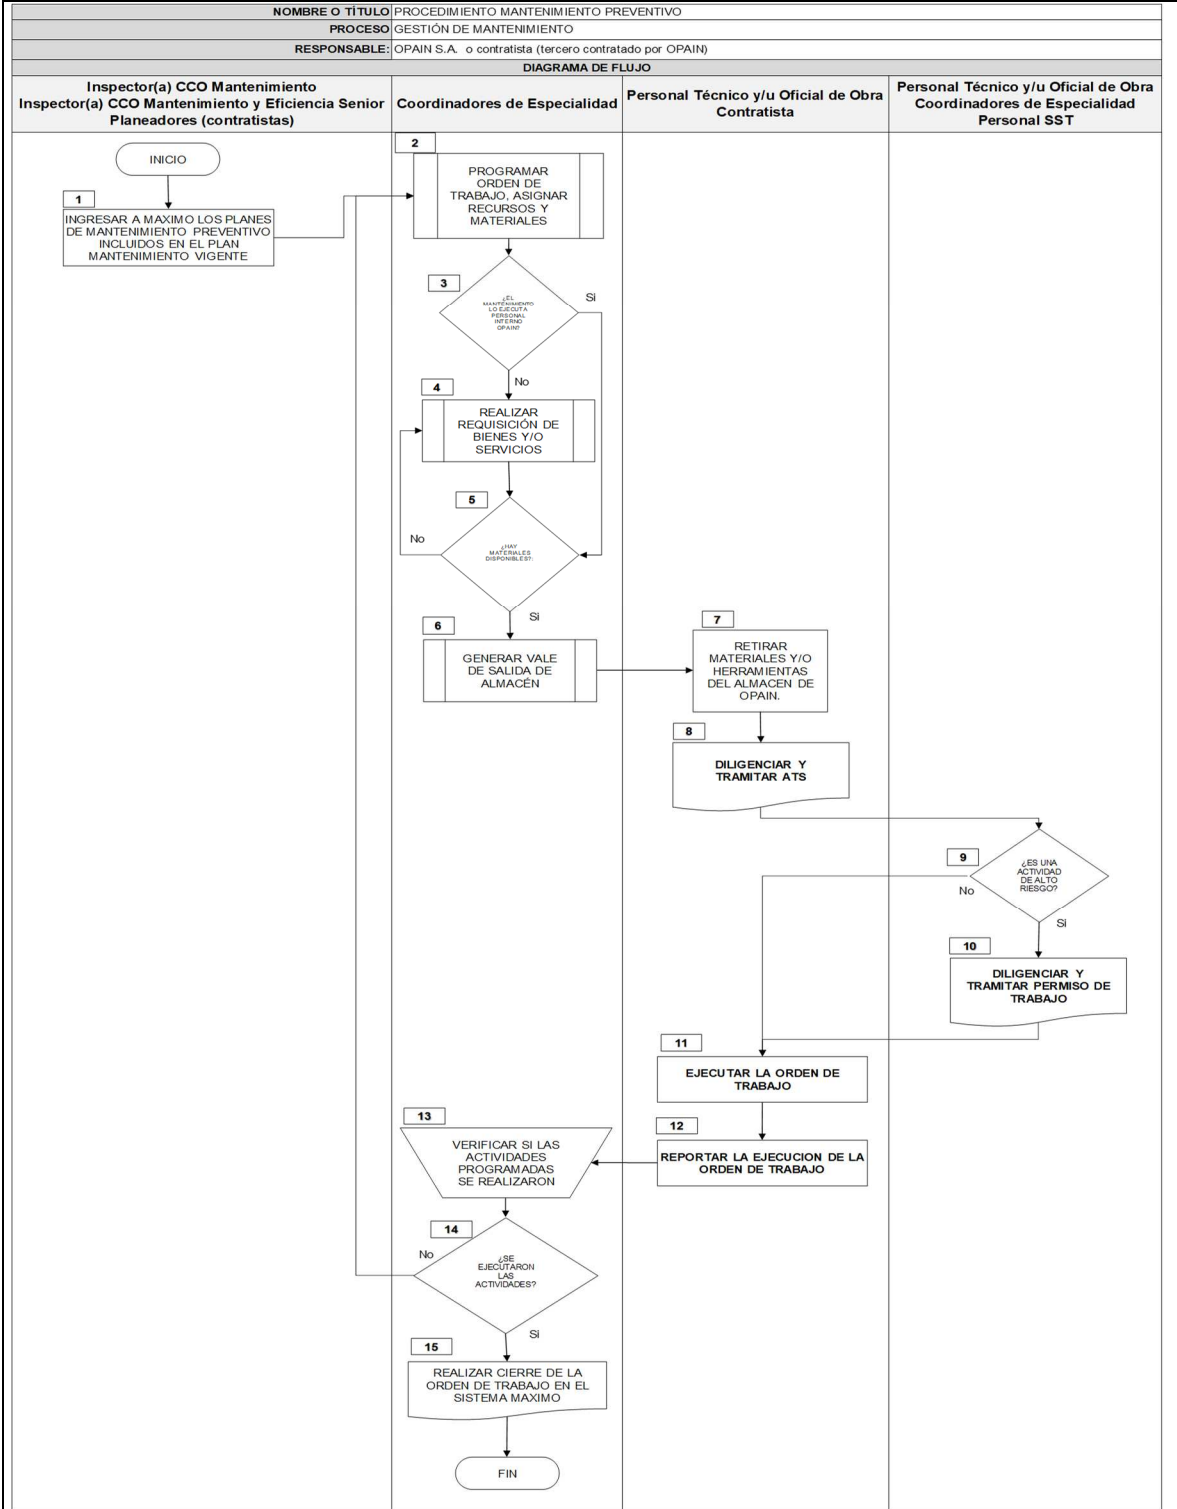 NOMBRE O TÍTULO PROCEDIMIENTO MANTENIMIENTO PREVENTIVO
PROCESO GESTIÓN DE MANTENIMIENTO
RESPONSABLE: OPAIN S.A. o contratista (tercero contratado por OPAIN)
DIAGRAMA DE FLUJO
Inspector(a) CCO Mantenimiento
Inspector(a) CCO Mantenimiento y Eficiencia Senior
Planeadores (contratistas)
Coordinadores de Especialidad
Personal Técnico y/u Oficial de Obra
Contratista
Personal Técnico y/u Oficial de Obra
Coordinadores de Especialidad
Personal SST
INICIO
1
INGRESAR A MAXIMO LOS PLANES
DE MANTENIMIENTO PREVENTIVO
INCLUIDOS EN EL PLAN
MANTENIMIENTO VIGENTE
2
PROGRAMAR
ORDEN DE
TRABAJO, ASIGNAR
RECURSOS Y
MATERIALES
3
¿EL
MANTENIMIENTO
LO EJECUTA
PERSONAL
INTERNO
OPAIN?
Si
No
4
REALIZAR
REQUISICIÓN DE
BIENES Y/O
SERVICIOS
5
¿HAY
MATERIALES
DISPONIBLES?:
No
Si
6
GENERAR VALE
DE SALIDA DE
ALMACÉN
7
RETIRAR
MATERIALES Y/O
HERRAMIENTAS
DEL ALMACEN DE
OPAIN.
8
DILIGENCIAR Y
TRAMITAR ATS
9
¿ES UNA
ACTIVIDAD
DE ALTO
RIESGO?
No
Si
10
DILIGENCIAR Y
TRAMITAR PERMISO DE
TRABAJO
11
EJECUTAR LA ORDEN DE
TRABAJO
12
REPORTAR LA EJECUCION DE LA
ORDEN DE TRABAJO
13
VERIFICAR SI LAS
ACTIVIDADES
PROGRAMADAS
SE REALIZARON
14
¿SE
EJECUTARON
LAS
ACTIVIDADES?
No
Si
15
REALIZAR CIERRE DE LA
ORDEN DE TRABAJO EN EL
SISTEMA MAXIMO
FIN